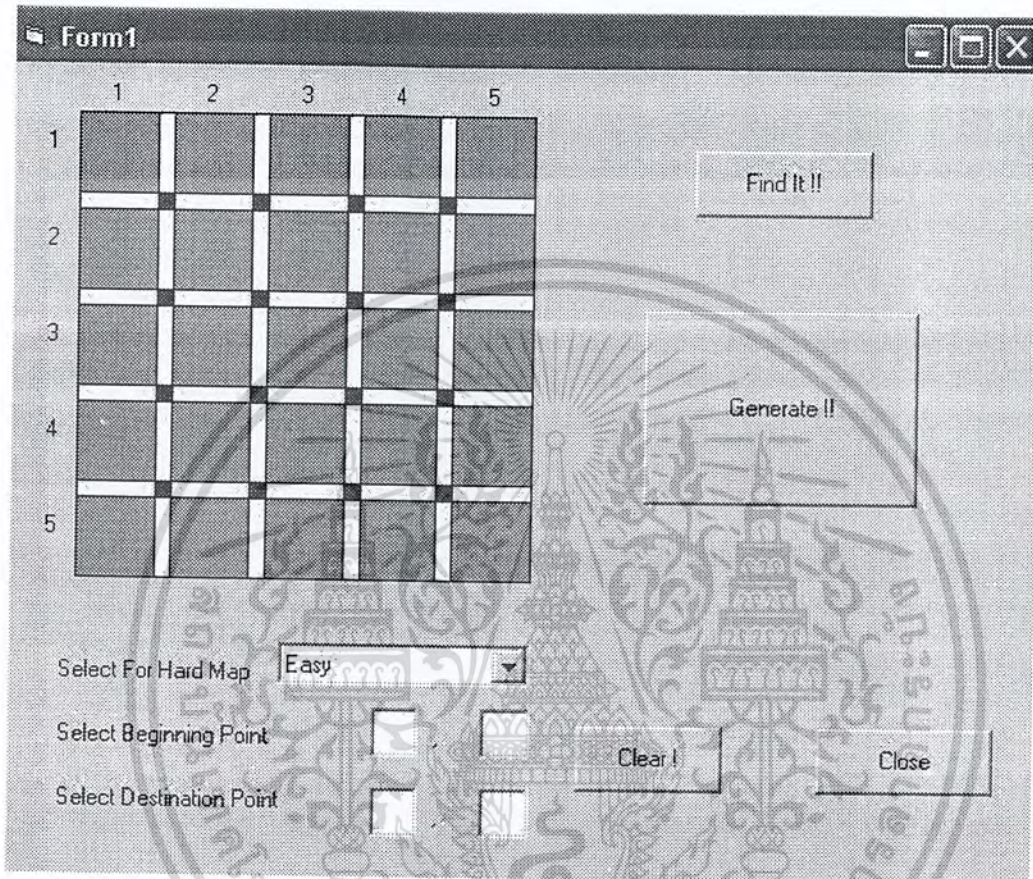 Form1
1 2 3 4 5
1
Find It !!
2
3
Generate !!
4
5
Select For Hard Map Easy
Select Beginning Point ,
Clear ! Close
Select Destination Point ,